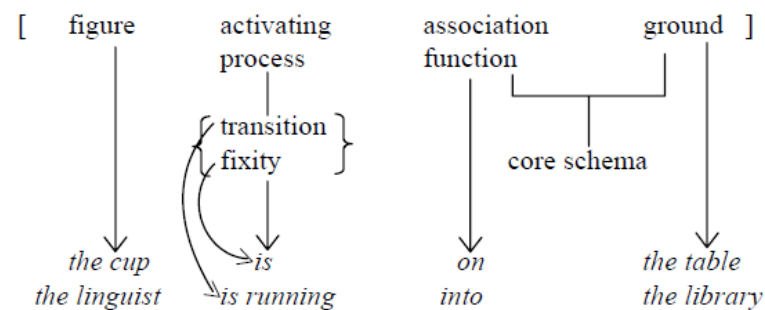 [ figure activating association ground ]
process function
transition
fixity
core schema
the cup is on the table
the linguist is running into the library